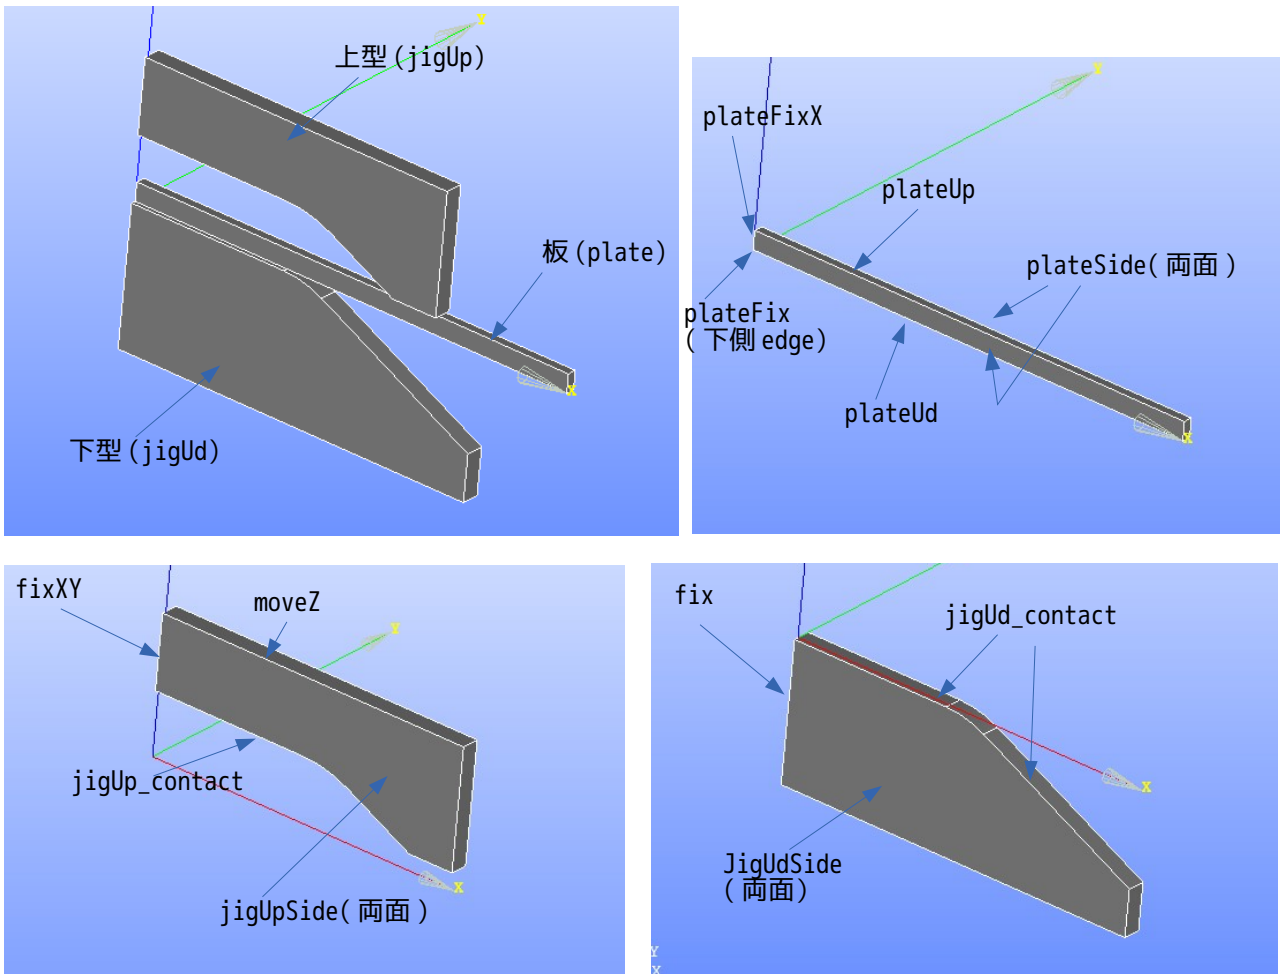 Y
上型(jigUp)
板(plate)
X
下型(jigUd)
Y
plateFixX
plateUp
plateSide(両面)
plateFix
(下側edge)
plateUd
X
fixXY
moveZ
Y
jigUp_contact
X
jigUpSide(両面)
fix
jigUd_contact
X
JigUdSide
(両面)
Y
X